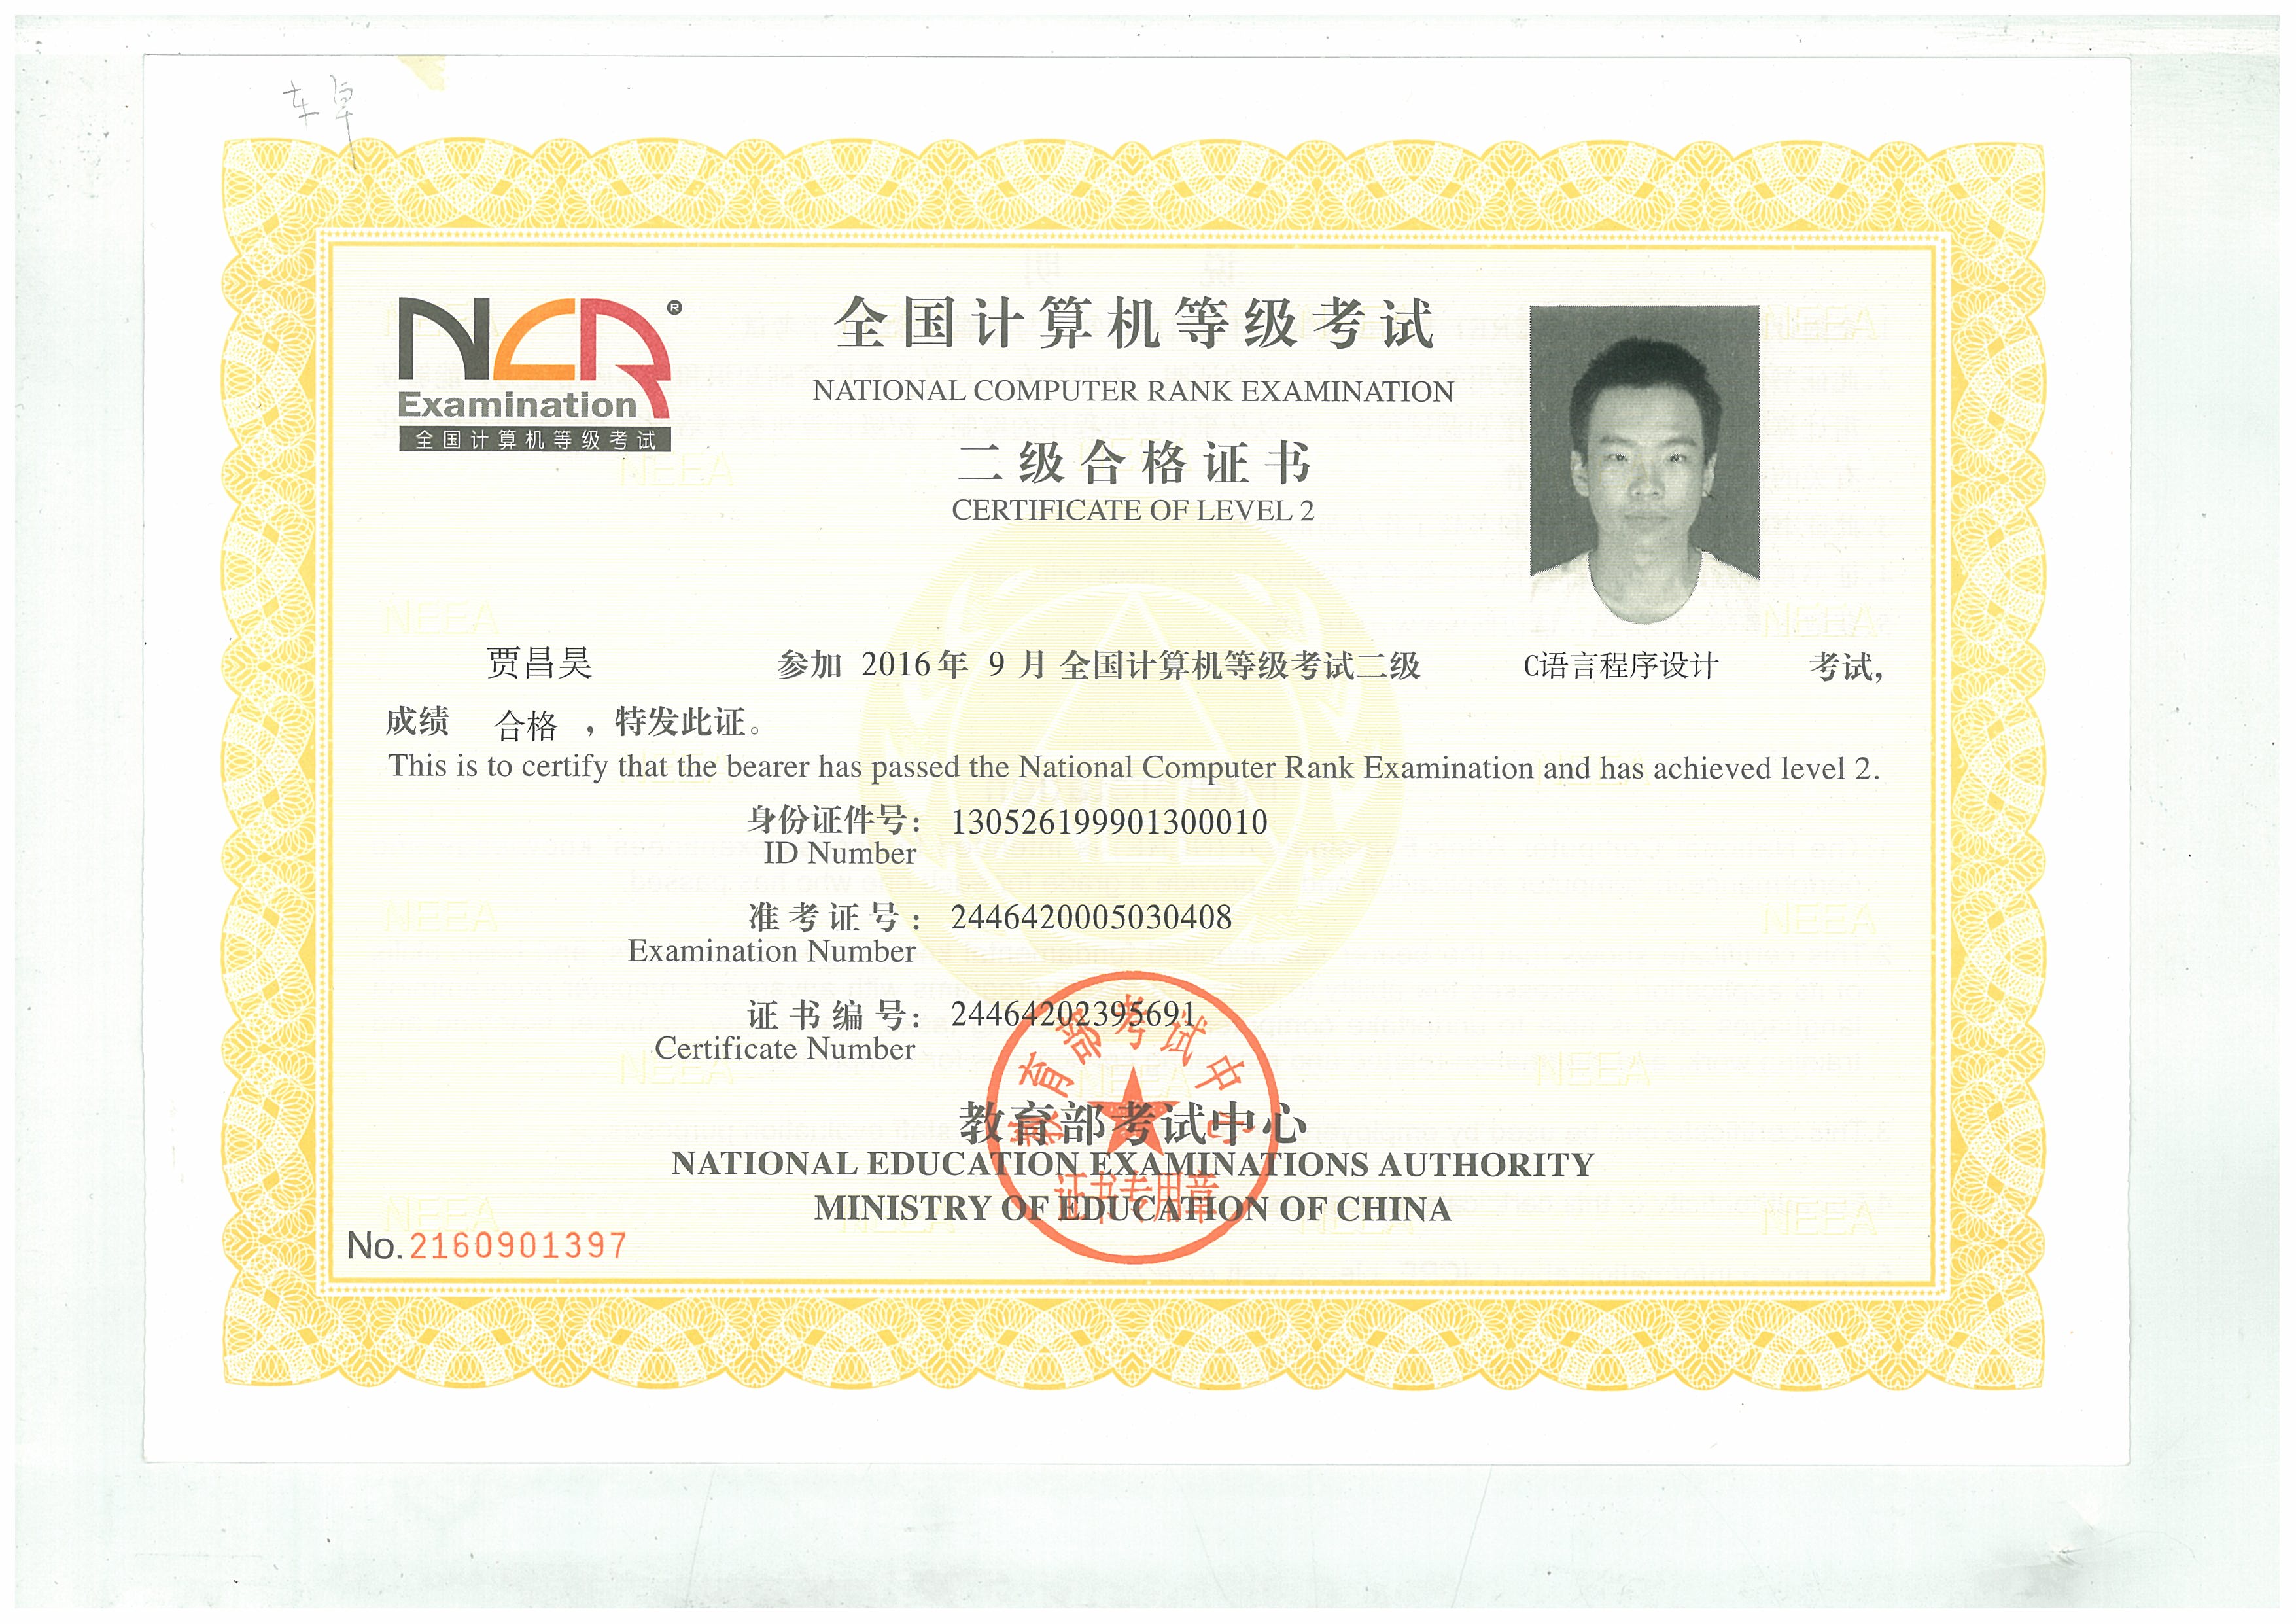 NCR®
Examination
全国计算机等级考试
全国计算机等级考试
NATIONAL COMPUTER RANK EXAMINATION
二级合格证书
CERTIFICATE OF LEVEL 2
贾昌昊 参加 2016年 9 月 全国计算机等级考试二级 C语言程序设计 考试,
成绩 合格 ，特发此证。
This is to certify that the bearer has passed the National Computer Rank Examination and has achieved level 2.
身份证件号： 130526199901300010
ID Number
准考证号： 2446420005030408
Examination Number
证书编号： 24464202395691
Certificate Number
教育部考试中心
教育部考试中心
NATIONAL EDUCATION EXAMINATIONS AUTHORITY
证书专用章
MINISTRY OF EDUCATION OF CHINA
No.2160901397
NEEA